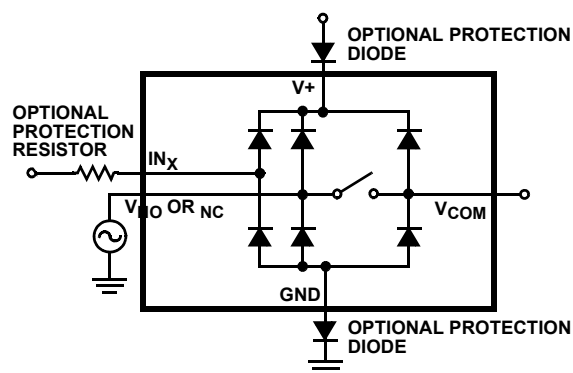 OPTIONAL PROTECTION
DIODE
V+
OPTIONAL
PROTECTION
RESISTOR
INX
VNO OR NC
VCOM
GND
OPTIONAL PROTECTION
DIODE